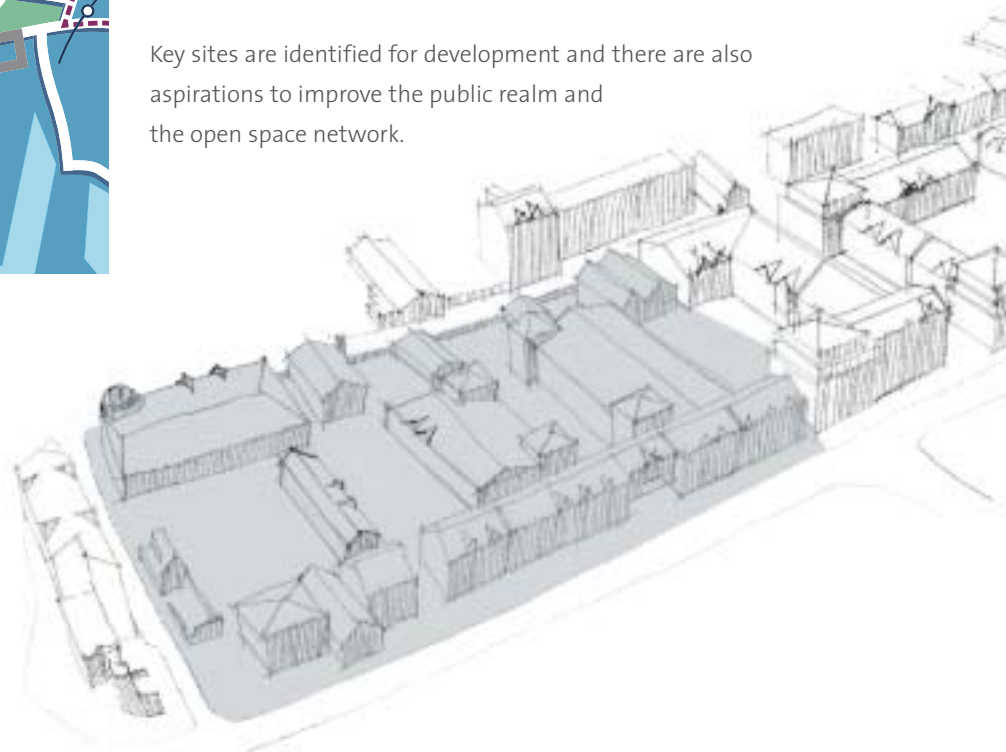 Key sites are identified for development and there are also
aspirations to improve the public realm and
the open space network.